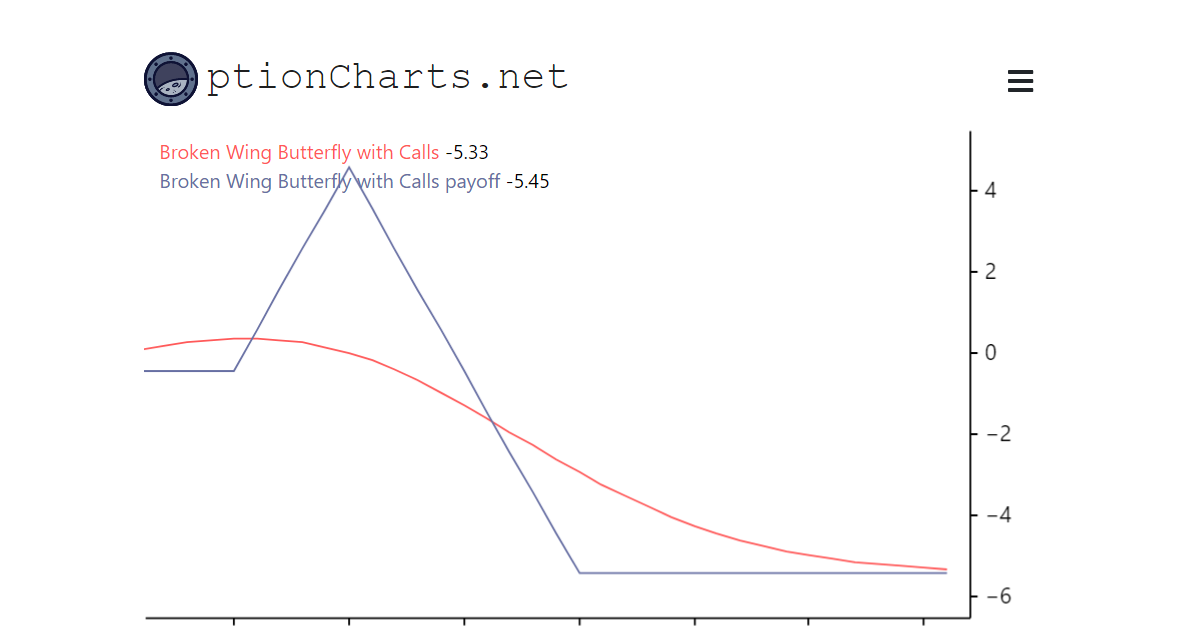 ptionCharts.net
Broken Wing Butterfly with Calls -5.33
Broken Wing Butterfly with Calls payoff -5.45
4
2
0
−2
−4
−6